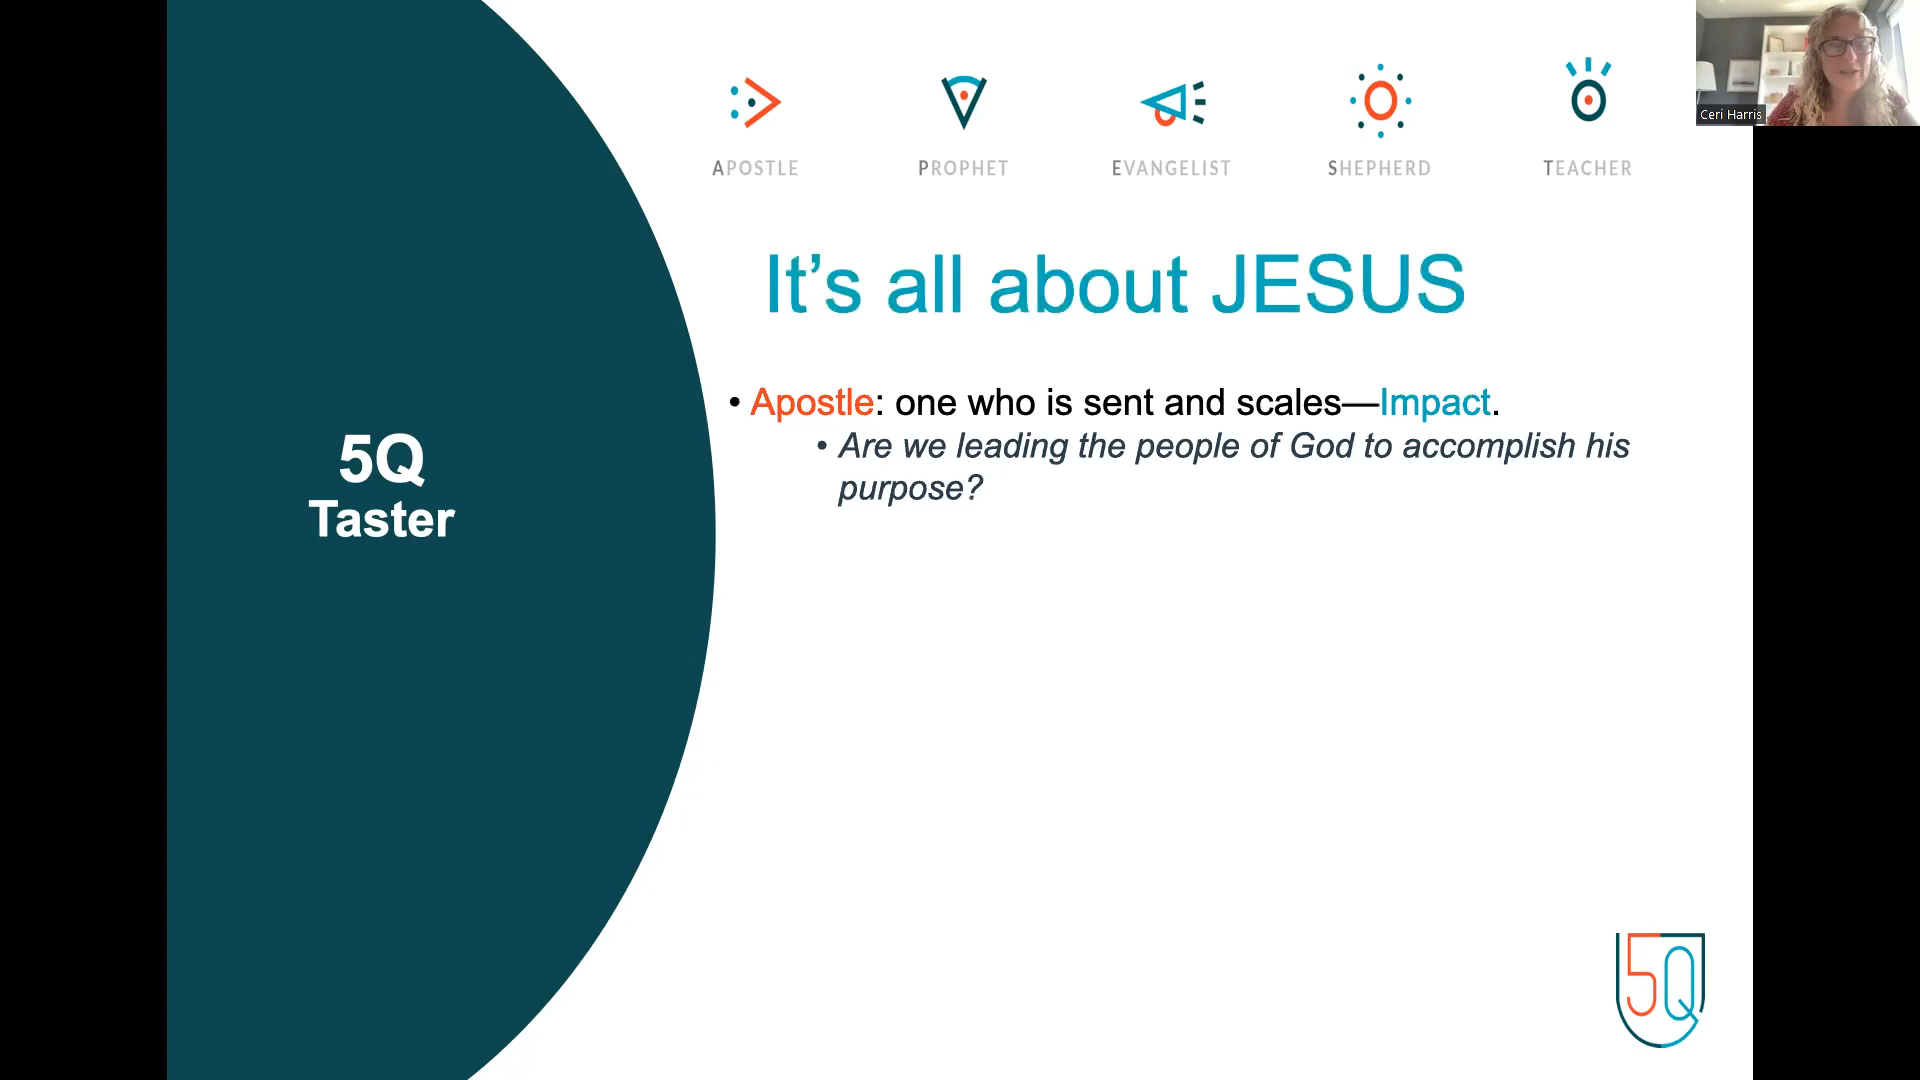 APOSTLE
PROPHET
EVANGELIST
SHEPHERD
TEACHER
Ceri Harris
It’s all about JESUS
5Q
Taster
• Apostle: one who is sent and scales—Impact.
• Are we leading the people of God to accomplish his
purpose?
5Q